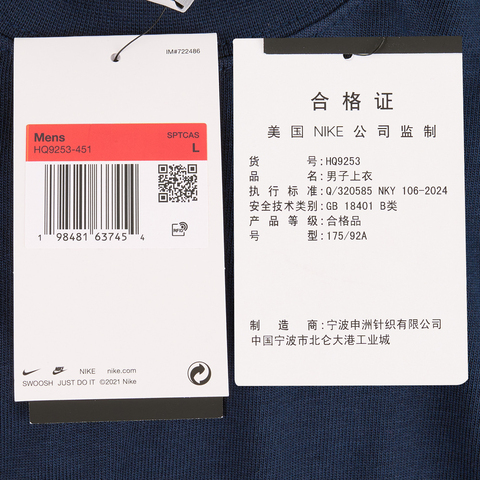 IM#722486
Mens
SPTCAS
HQ9253-451
L
RFID
1 98481 63745 4
NIKE
nike.com
SWOOSH
JUST DO IT
©2021 Nike
合格证
美国 NIKE 公司监制
货号:HQ9253
品名:男子上衣
执行标准:Q/320585 NKY 106-2024
安全技术类别:GB 18401 B类
产品等级:合格品
号型:175/92A
制造商:宁波申洲针织有限公司
中国宁波市北仑大港工业城